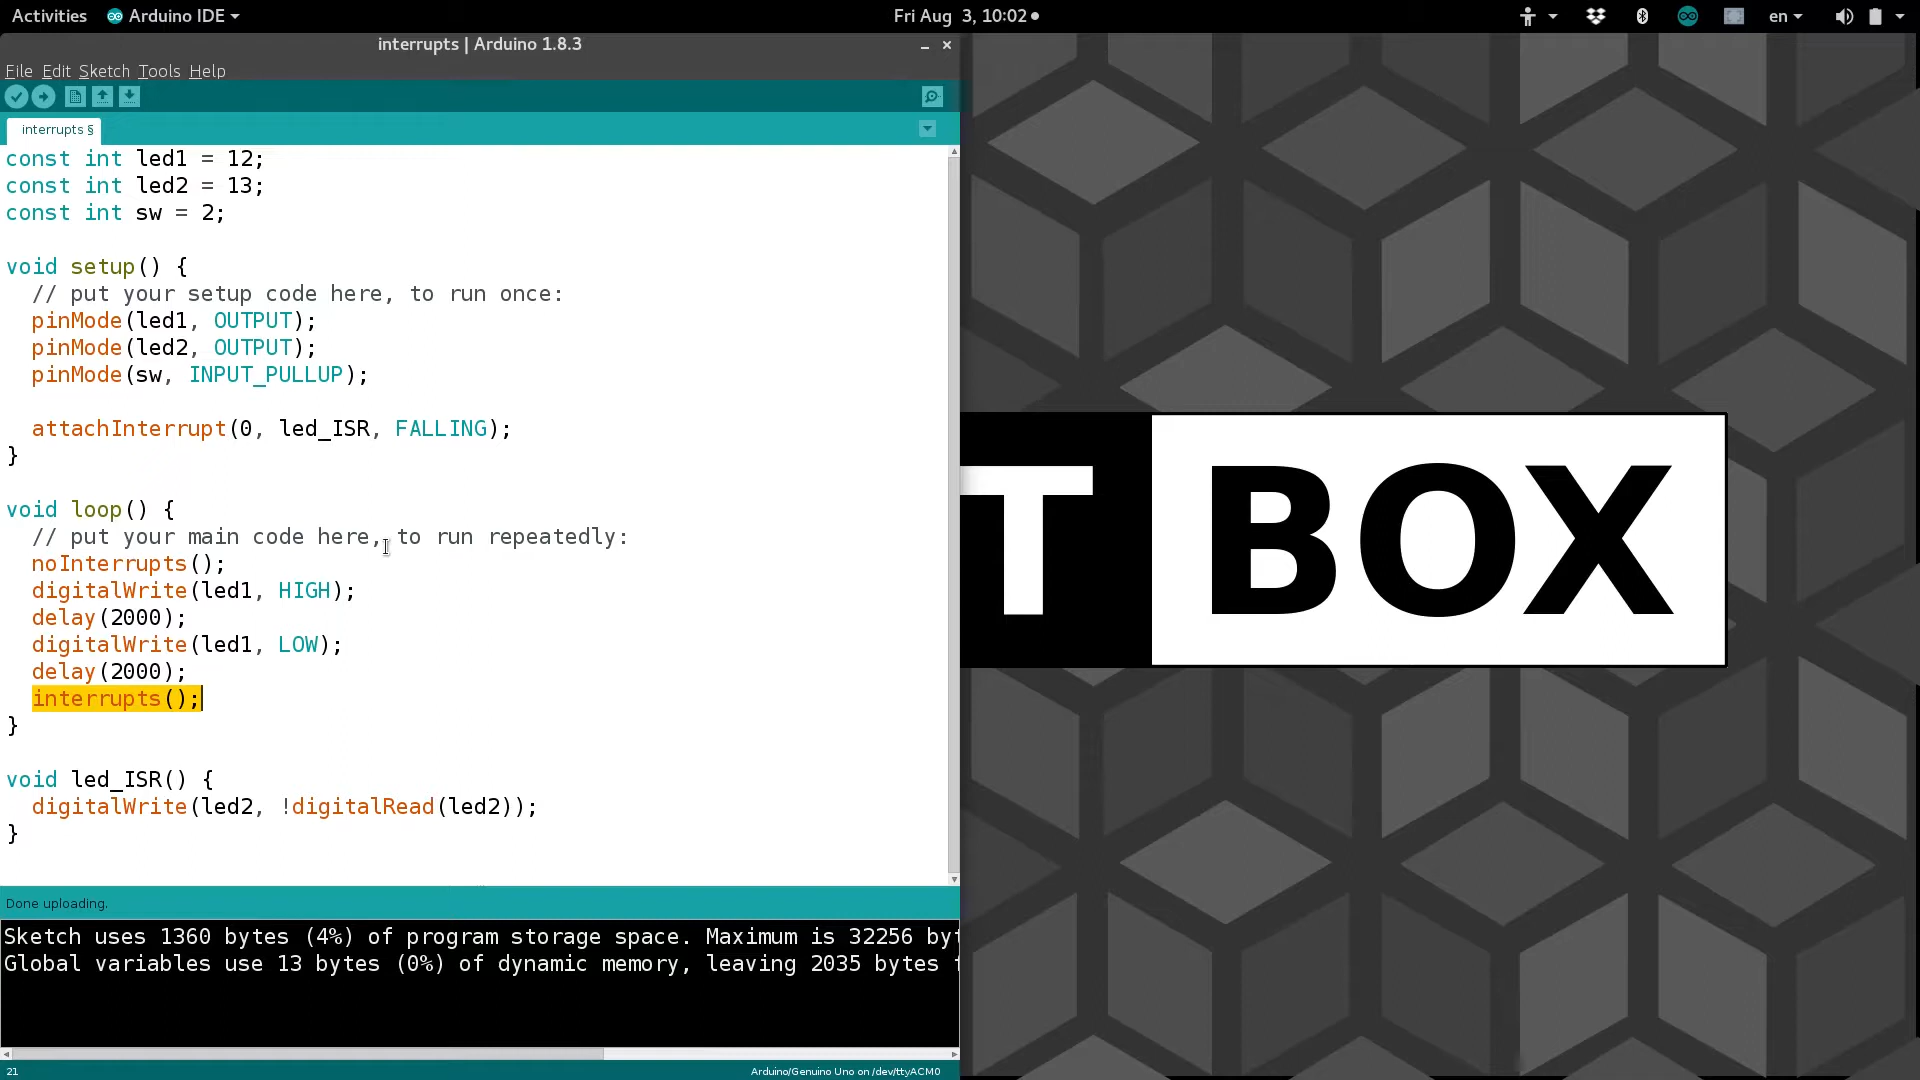 Activities Arduino IDE Fri Aug 3, 10:02 en
interrupts | Arduino 1.8.3
File Edit Sketch Tools Help
interrupts §
const int led1 = 12;
const int led2 = 13;
const int sw = 2;
void setup() {
// put your setup code here, to run once:
pinMode(led1, OUTPUT);
pinMode(led2, OUTPUT);
pinMode(sw, INPUT_PULLUP);
attachInterrupt(0, led_ISR, FALLING);
}
void loop() {
// put your main code here, to run repeatedly:
noInterrupts();
digitalWrite(led1, HIGH);
delay(2000);
digitalWrite(led1, LOW);
delay(2000);
interrupts();
}
void led_ISR() {
digitalWrite(led2, !digitalRead(led2));
}
Done uploading.
Sketch uses 1360 bytes (4%) of program storage space. Maximum is 32256 byt
Global variables use 13 bytes (0%) of dynamic memory, leaving 2035 bytes
21 Arduino/Genuino Uno on /dev/ttyACM0
T BOX